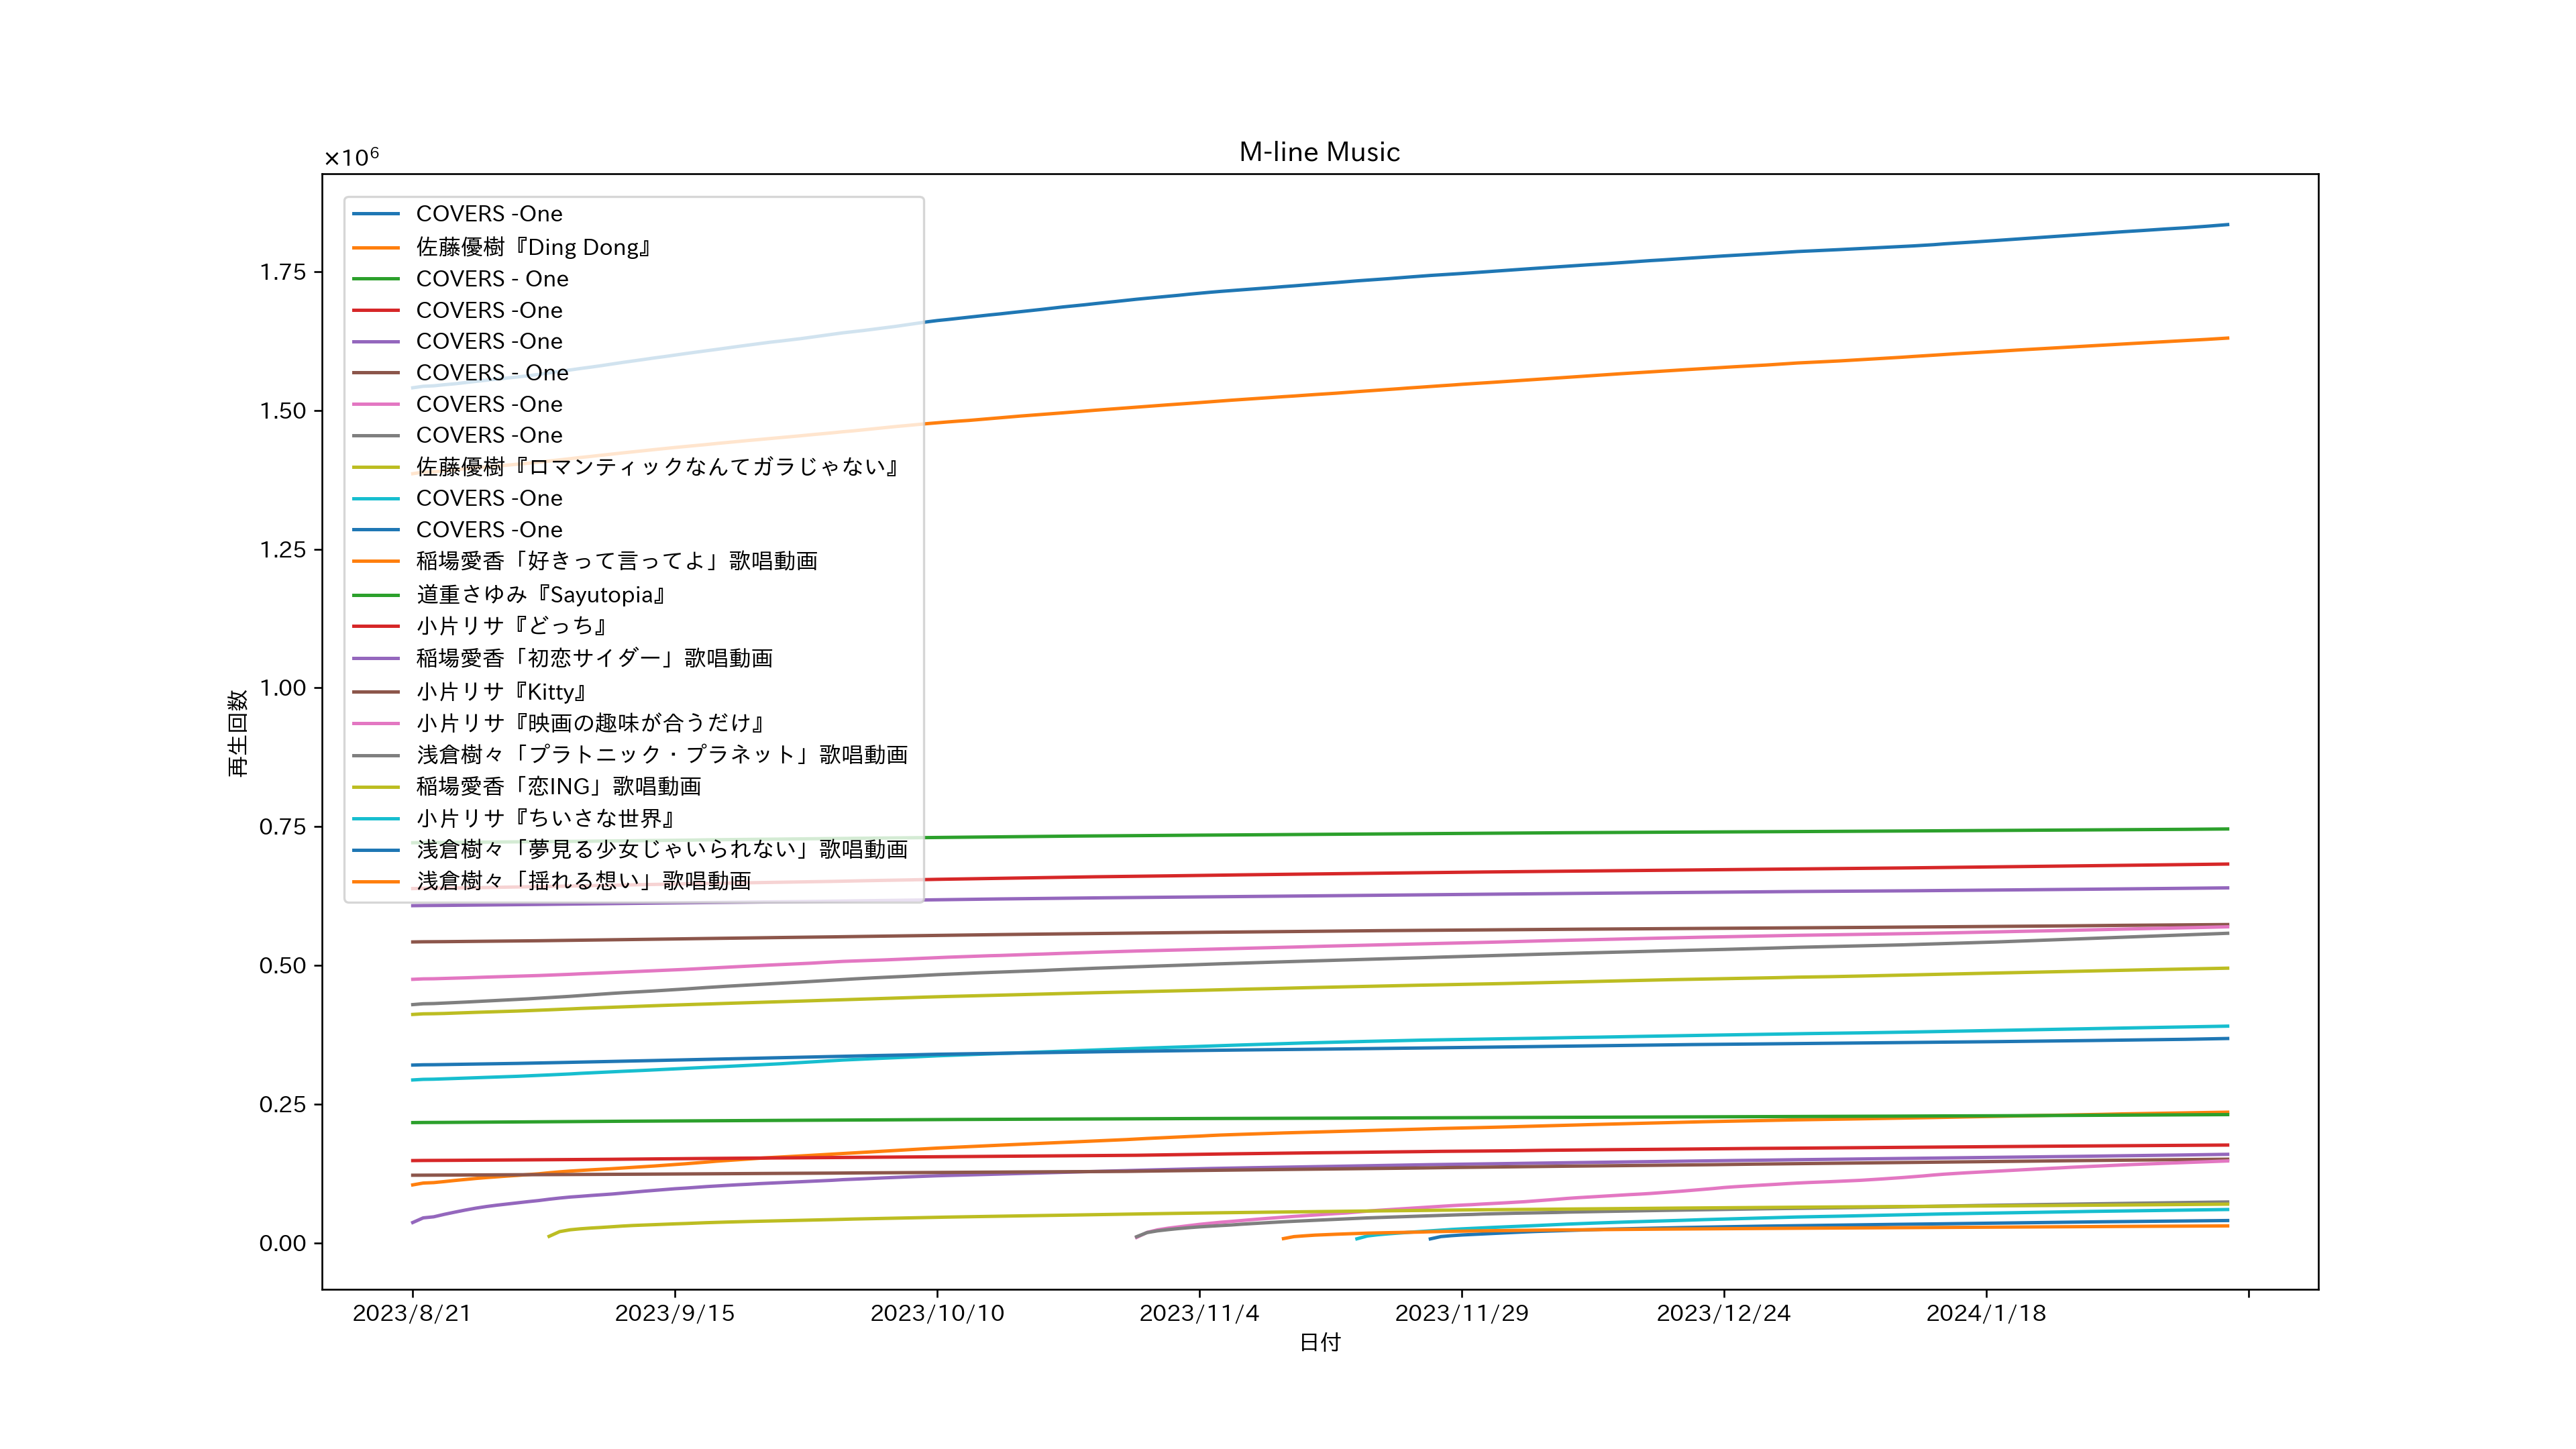 M-line Music
×10⁶
COVERS -One
佐藤優樹『Ding Dong』
COVERS - One
COVERS -One
COVERS -One
COVERS - One
COVERS -One
COVERS -One
佐藤優樹『ロマンティックなんてガラじゃない』
COVERS -One
COVERS -One
稲場愛香「好きって言ってよ」歌唱動画
道重さゆみ『Sayutopia』
小片リサ『どっち』
稲場愛香「初恋サイダー」歌唱動画
小片リサ『Kitty』
小片リサ『映画の趣味が合うだけ』
浅倉樹々「プラトニック・プラネット」歌唱動画
稲場愛香「恋ING」歌唱動画
小片リサ『ちいさな世界』
浅倉樹々「夢見る少女じゃいられない」歌唱動画
浅倉樹々「揺れる想い」歌唱動画
1.75
1.50
1.25
1.00
0.75
0.50
0.25
0.00
再生回数
2023/8/21
2023/9/15
2023/10/10
2023/11/4
2023/11/29
2023/12/24
2024/1/18
日付